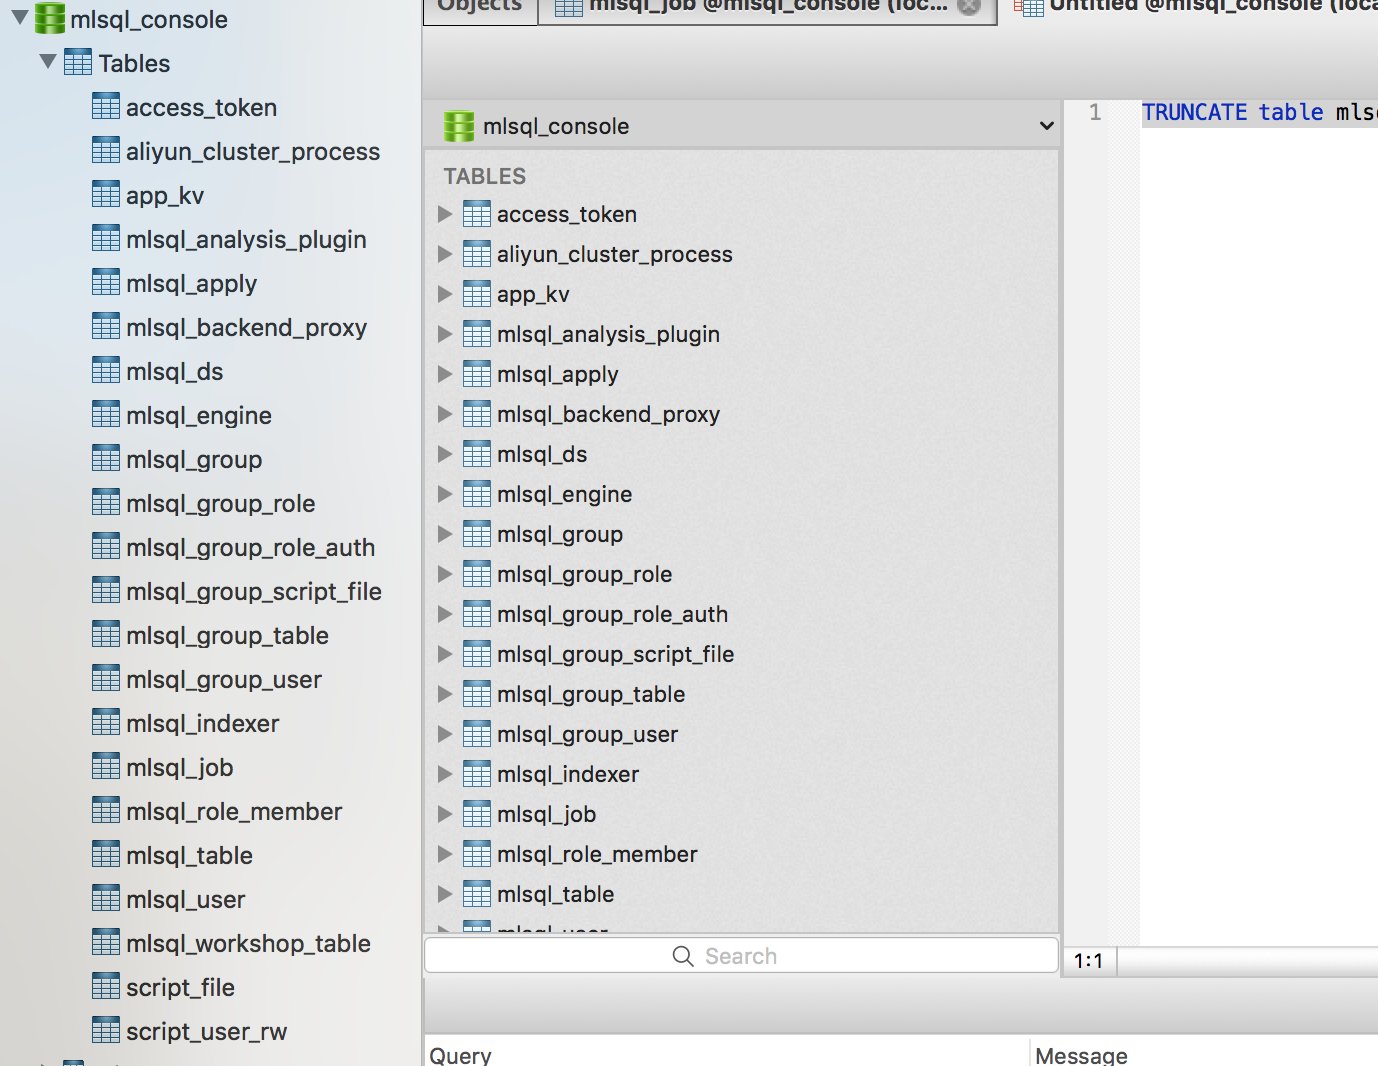 mlsql_console
Tables
access_token
aliyun_cluster_process
app_kv
mlsql_analysis_plugin
mlsql_apply
mlsql_backend_proxy
mlsql_ds
mlsql_engine
mlsql_group
mlsql_group_role
mlsql_group_role_auth
mlsql_group_script_file
mlsql_group_table
mlsql_group_user
mlsql_indexer
mlsql_job
mlsql_role_member
mlsql_table
mlsql_user
mlsql_workshop_table
script_file
script_user_rw
Objects
mlsql_job @mlsql_console (loc...
Untitled @mlsql_console (loca
mlsql_console
TABLES
access_token
aliyun_cluster_process
app_kv
mlsql_analysis_plugin
mlsql_apply
mlsql_backend_proxy
mlsql_ds
mlsql_engine
mlsql_group
mlsql_group_role
mlsql_group_role_auth
mlsql_group_script_file
mlsql_group_table
mlsql_group_user
mlsql_indexer
mlsql_job
mlsql_role_member
mlsql_table
mlsql_user
Search
1 TRUNCATE table mls
1:1
Query
Message